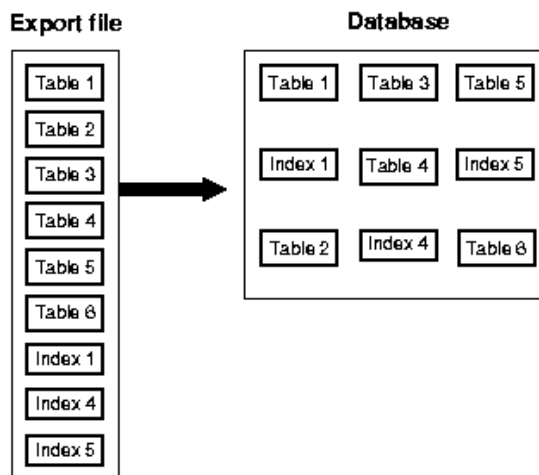 Export file
Table 1
Table 2
Table 3
Table 4
Table 5
Table 6
Index 1
Index 4
Index 5
Database
Table 1 Table 3 Table 5
Index 1 Table 4 Index 5
Table 2 Index 4 Table 6